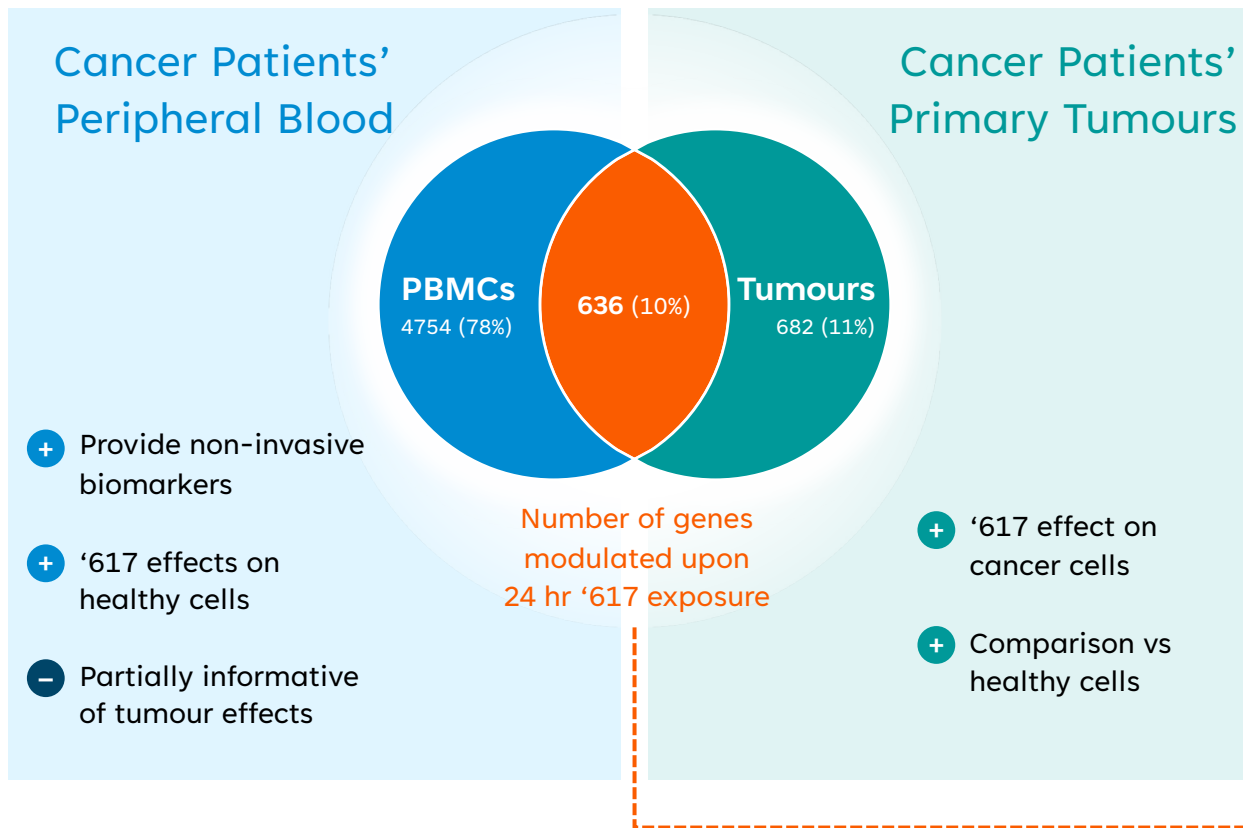 Cancer Patients’
Peripheral Blood
Cancer Patients’
Primary Tumours
PBMCs
4754 (78%)
636 (10%)
Tumours
682 (11%)
Number of genes
modulated upon
24 hr ‘617 exposure
+ Provide non-invasive
biomarkers
+ ‘617 effects on
healthy cells
– Partially informative
of tumour effects
+ ‘617 effect on
cancer cells
+ Comparison vs
healthy cells